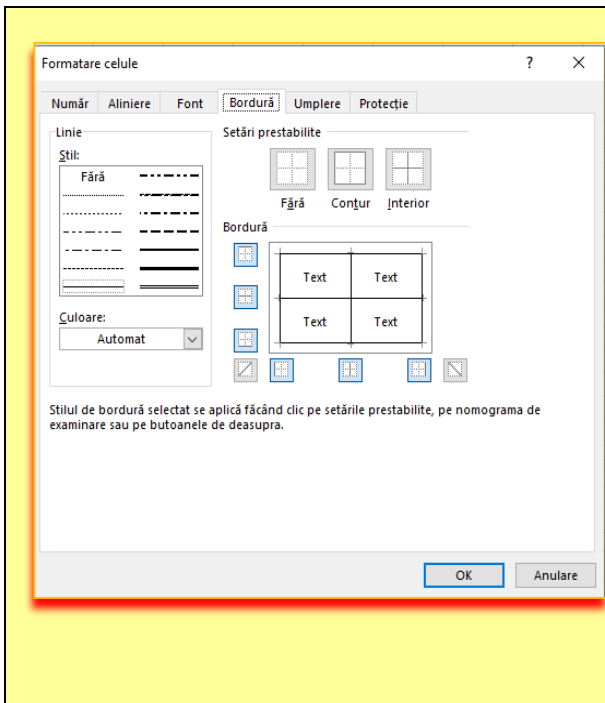 Formatare celule ?
Număr Aliniere Font Bordură Umplere Protecție
Linie
Stil:
Fără
Culoare:
Automat
Setări prestabilite
Fără Contur Interior
Bordură
Text Text
Text Text
Stilul de bordură selectat se aplică făcând clic pe setările prestabilite, pe nomograma de
examinare sau pe butoanele de deasupra.
OK Anulare